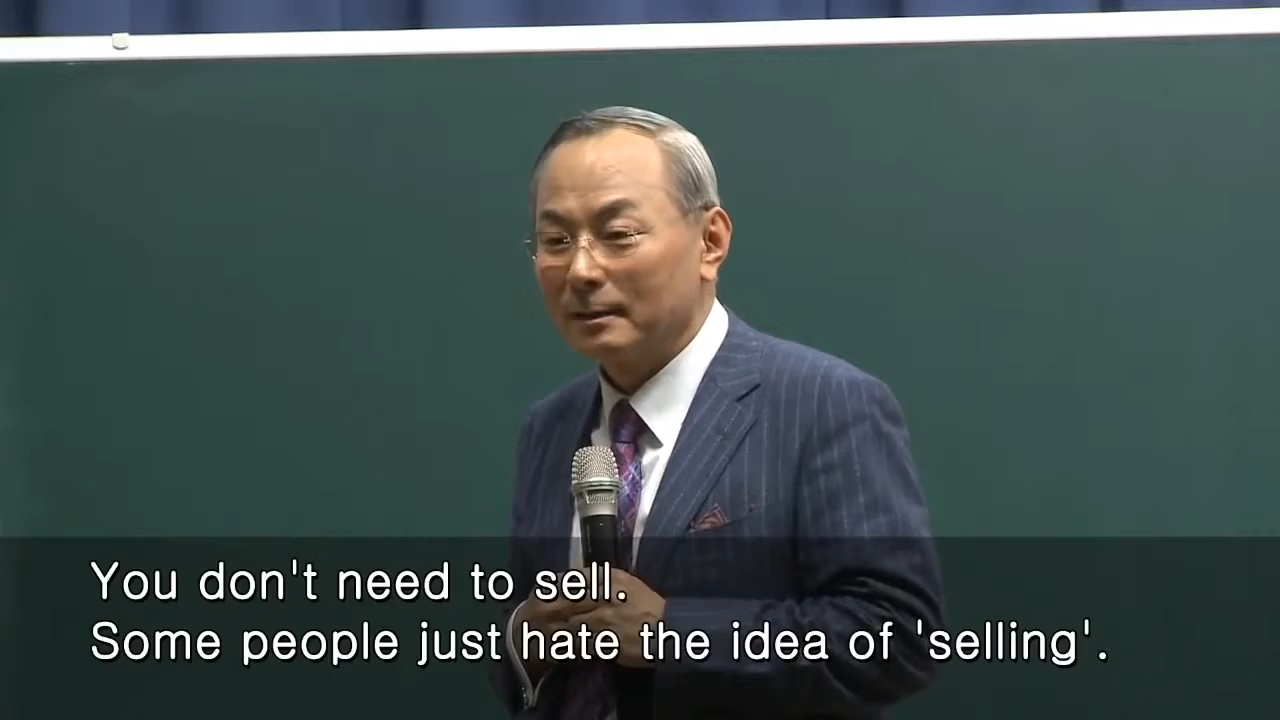 You don't need to sell.
Some people just hate the idea of 'selling'.